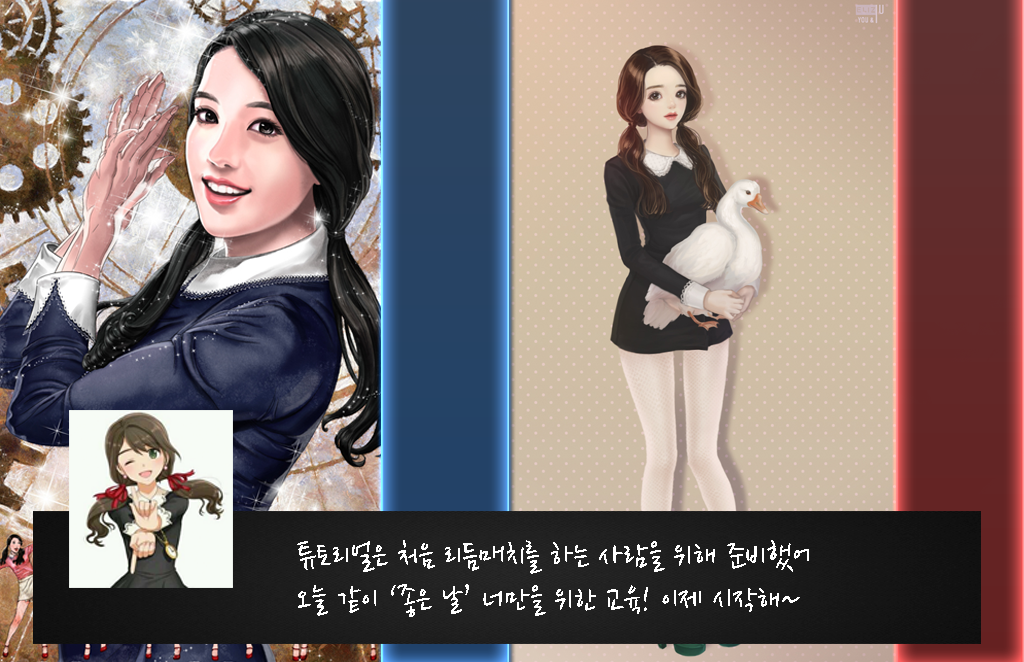 튜토리얼은 처음 리듬매치를 하는 사람을 위해 준비했어
오늘 같이 ‘좋은 날’ 너만을 위한 교육! 이제 시작해~